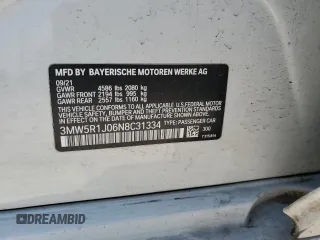 MFD BY BAYERISCHE MOTOREN WERKE AG
09/21
GVWR 4586 lbs 2080 kg
GAWR FRONT 2194 lbs 995 kg
GAWR REAR 2557 lbs 1160 kg
THIS VEHICLE CONFORMS TO ALL APPLICABLE U.S. FEDERAL MOTOR
VEHICLE SAFETY, BUMPER, AND THEFT PREVENTION STANDARDS
IN EFFECT ON THE DATE OF MANUFACTURE SHOWN ABOVE.
3MW5R1J06N8C31334 TYPE: PASSENGER CAR
300
DREAMBID